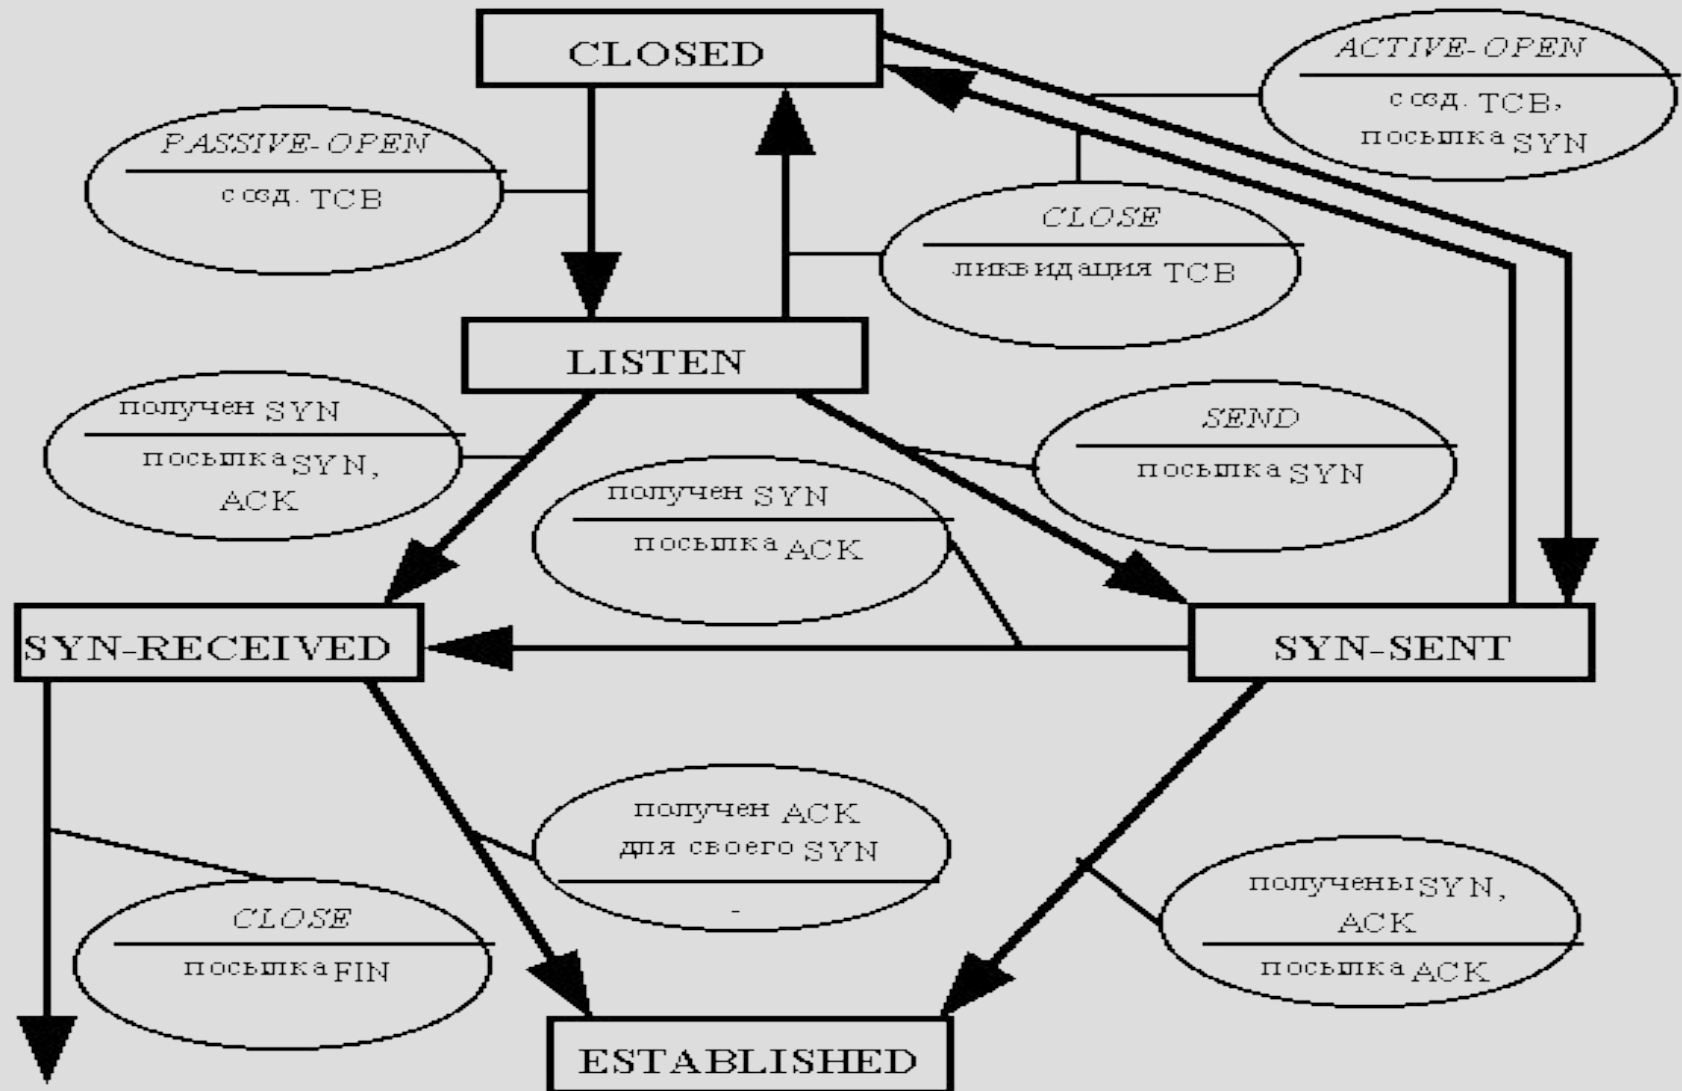 CLOSED
ACTIVE-OPEN
созд. TCB,
посылка SYN
PASSIVE-OPEN
созд. TCB
CLOSE
ликвидация TCB
LISTEN
получен SYN
посылка SYN,
ACK
SEND
посылка SYN
получен SYN
посылка ACK
SYN-RECEIVED
SYN-SENT
получен ACK
для своего SYN
-
получены SYN,
ACK
посылка ACK
CLOSE
посылка FIN
ESTABLISHED